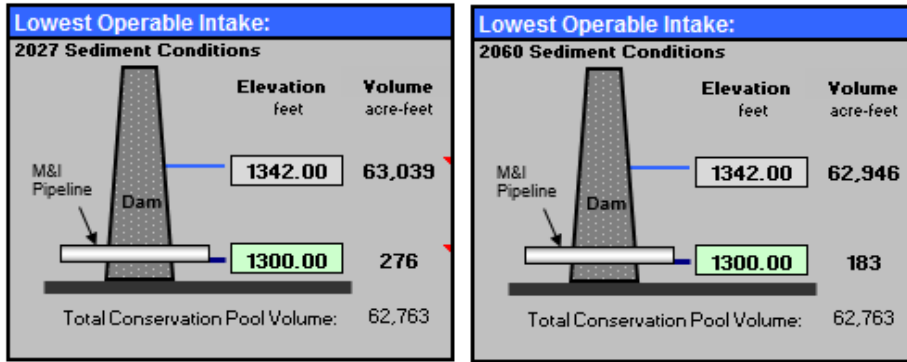 Lowest Operable Intake:
2027 Sediment Conditions
Elevation Volume
feet acre-feet
1342.00 63,039
M&I
Pipeline
Dam
1300.00 276
Total Conservation Pool Volume: 62,763
Lowest Operable Intake:
2060 Sediment Conditions
Elevation Volume
feet acre-feet
1342.00 62,946
M&I
Pipeline
Dam
1300.00 183
Total Conservation Pool Volume: 62,763